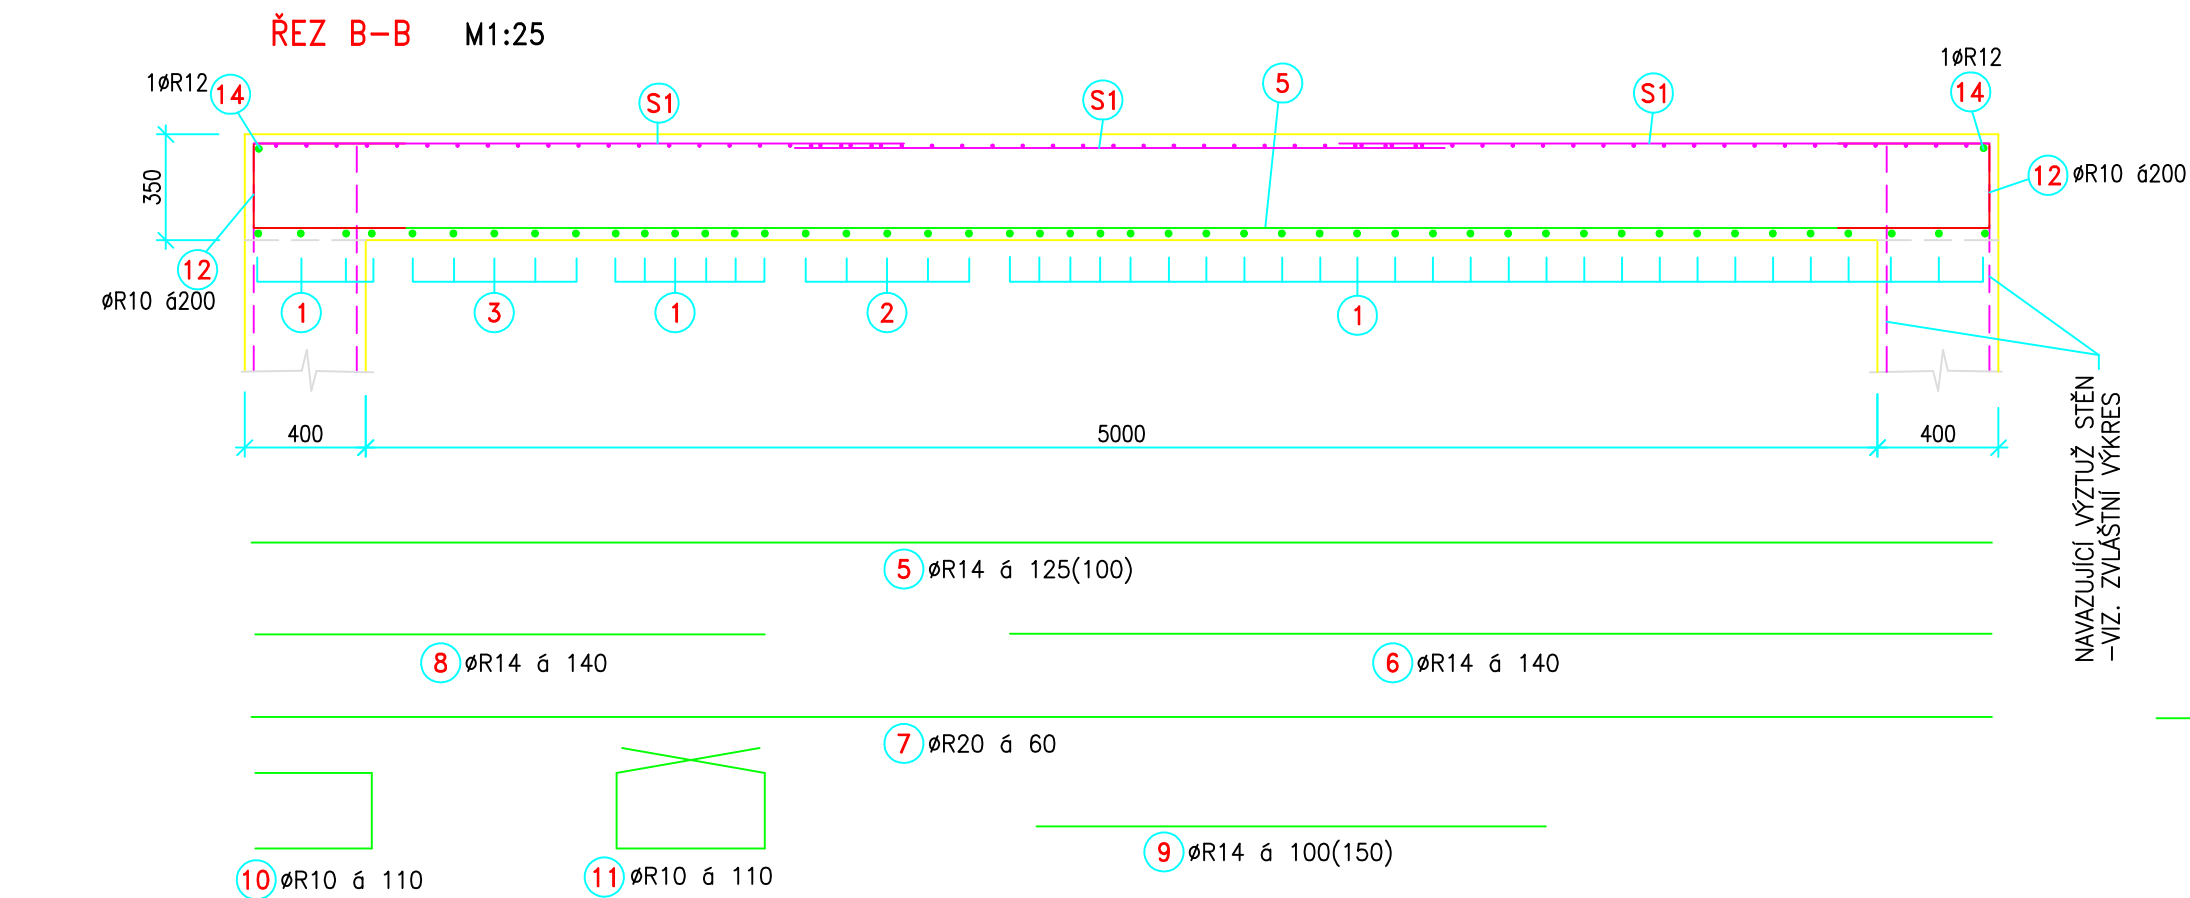 ŘEZ B-B M1:25
1øR12
14
S1
S1
5
S1
1øR12
14
350
12
øR10 á200
12
øR10 á200
1
3
1
2
1
400
5000
400
NAVAZUJÍCÍ VÝZTUŽ STĚN
-VIZ. ZVLÁŠTNÍ VÝKRES
5 øR14 á 125(100)
8 øR14 á 140
6 øR14 á 140
7 øR20 á 60
10 øR10 á 110
11 øR10 á 110
9 øR14 á 100(150)